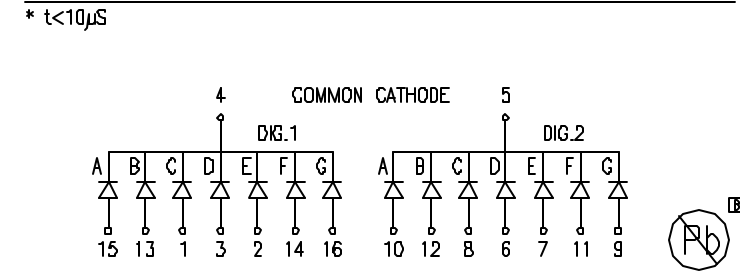 * t<10µS
4 COMMON CATHODE 5
DIG.1 DIG.2
A B C D E F G A B C D E F G
15 13 1 3 2 14 16 10 12 8 6 7 11 9
Pb